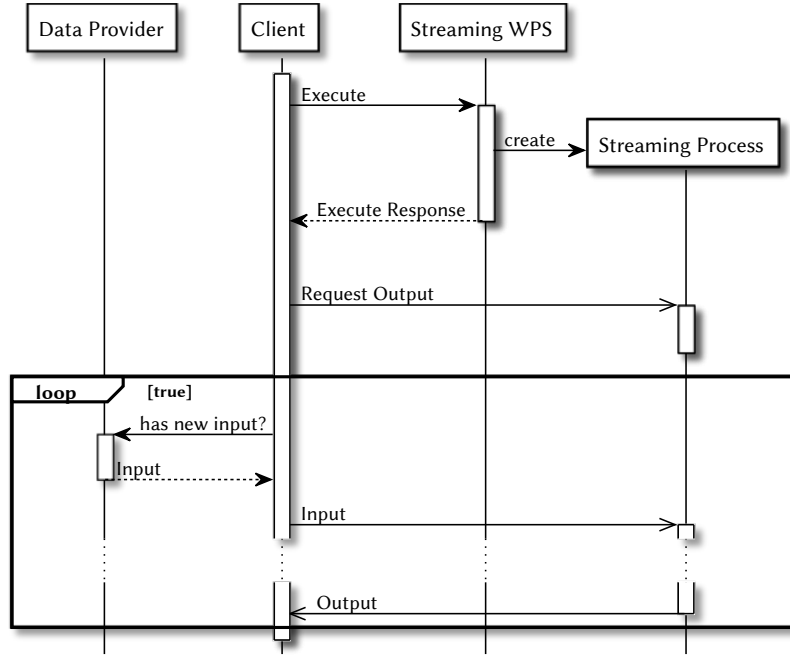 Data Provider
Client
Streaming WPS
Execute
create
Streaming Process
Execute Response
Request Output
loop
[true]
has new input?
Input
Input
Output